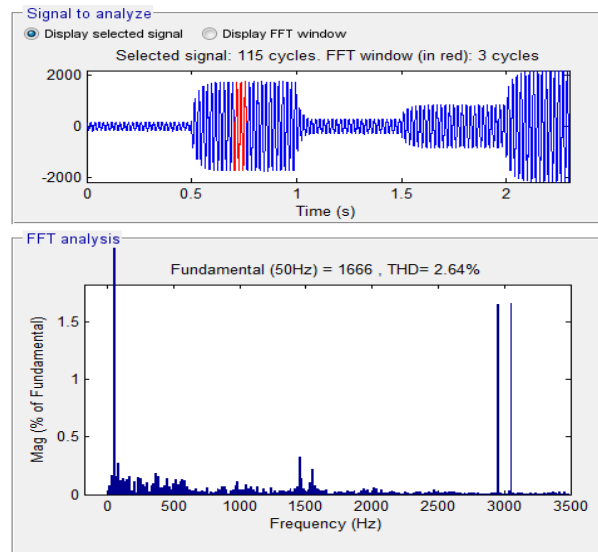 Signal to analyze
Display selected signal Display FFT window
Selected signal: 115 cycles. FFT window (in red): 3 cycles
2000
0
-2000
0 0.5 1 1.5 2
Time (s)
FFT analysis
Fundamental (50Hz) = 1666 , THD= 2.64%
Mag (% of Fundamental)
1.5
1
0.5
0
0 500 1000 1500 2000 2500 3000 3500
Frequency (Hz)